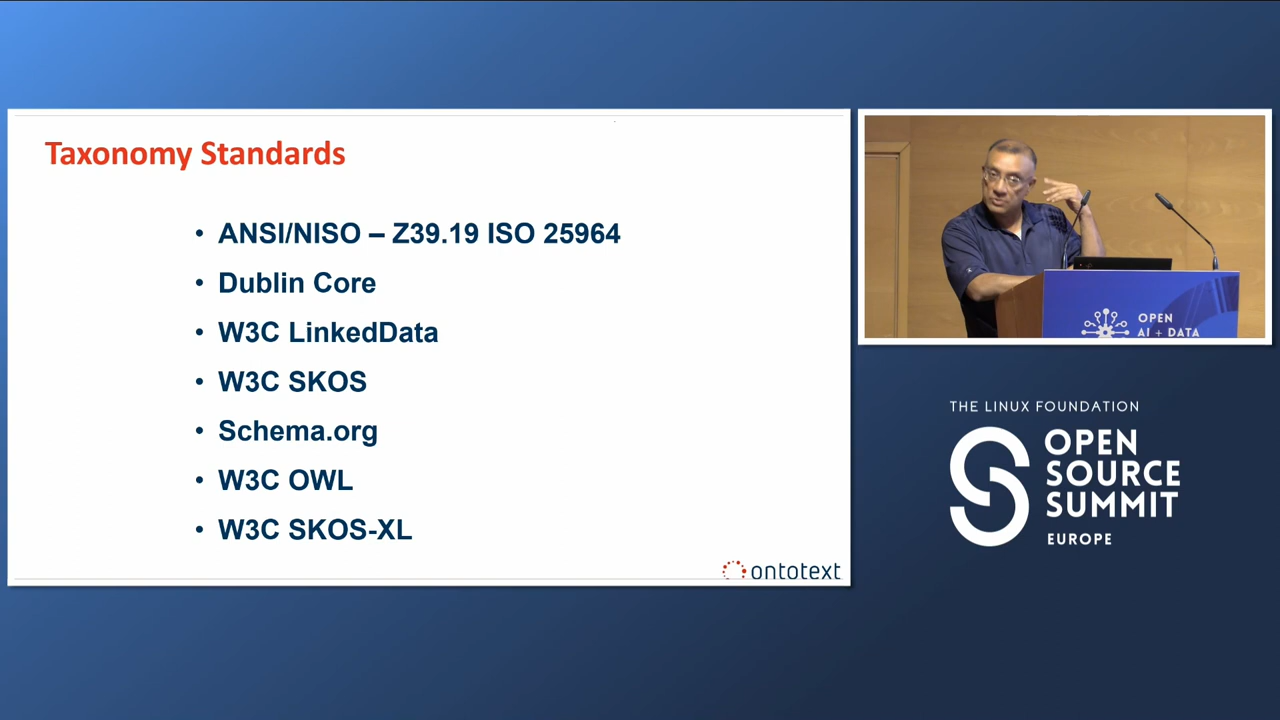 Taxonomy Standards
• ANSI/NISO – Z39.19 ISO 25964
• Dublin Core
• W3C LinkedData
• W3C SKOS
• Schema.org
• W3C OWL
• W3C SKOS-XL
ontotext
OPEN
AI + DATA
THE LINUX FOUNDATION
OPEN
SOURCE
SUMMIT
EUROPE